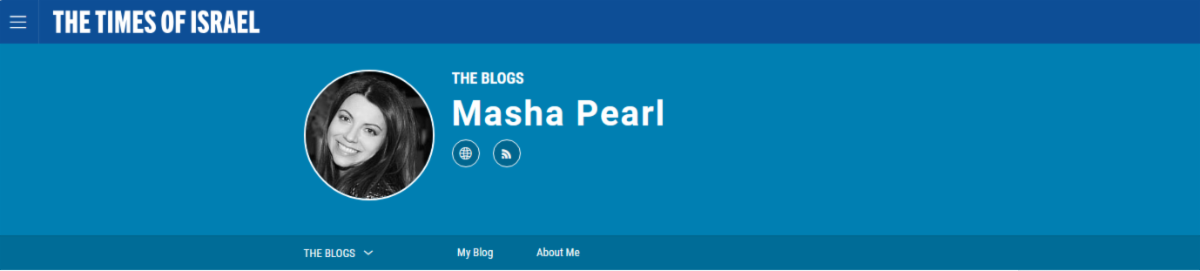 THE TIMES OF ISRAEL
THE BLOGS
Masha Pearl
THE BLOGS My Blog About Me